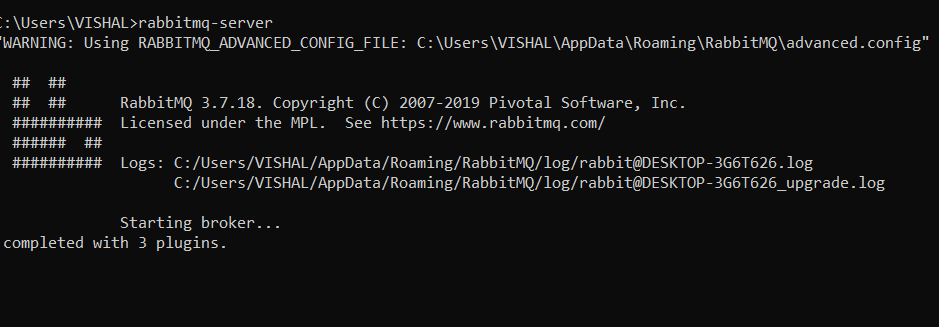 C:\Users\VISHAL>rabbitmq-server
"WARNING: Using RABBITMQ_ADVANCED_CONFIG_FILE: C:\Users\VISHAL\AppData\Roaming\RabbitMQ\advanced.config"
## ##
## ## RabbitMQ 3.7.18. Copyright (C) 2007-2019 Pivotal Software, Inc.
########## Licensed under the MPL. See https://www.rabbitmq.com/
###### ##
########## Logs: C:/Users/VISHAL/AppData/Roaming/RabbitMQ/log/rabbit@DESKTOP-3G6T626.log
C:/Users/VISHAL/AppData/Roaming/RabbitMQ/log/rabbit@DESKTOP-3G6T626_upgrade.log
Starting broker...
completed with 3 plugins.